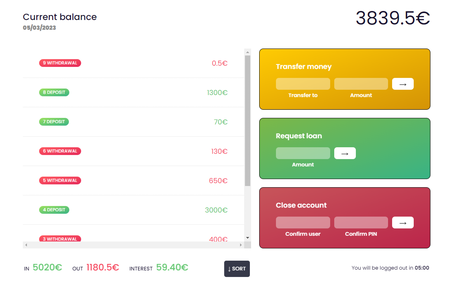 Current balance
05/03/2023
3839.5€
9 WITHDRAWAL 0.5€
8 DEPOSIT 1300€
7 DEPOSIT 70€
6 WITHDRAWAL 130€
5 WITHDRAWAL 650€
4 DEPOSIT 3000€
3 WITHDRAWAL 400€
Transfer money
→
Transfer to Amount
Request loan
→
Amount
Close account
→
Confirm user Confirm PIN
IN 5020€ OUT 1180.5€ INTEREST 59.40€
↓ SORT
You will be logged out in 05:00